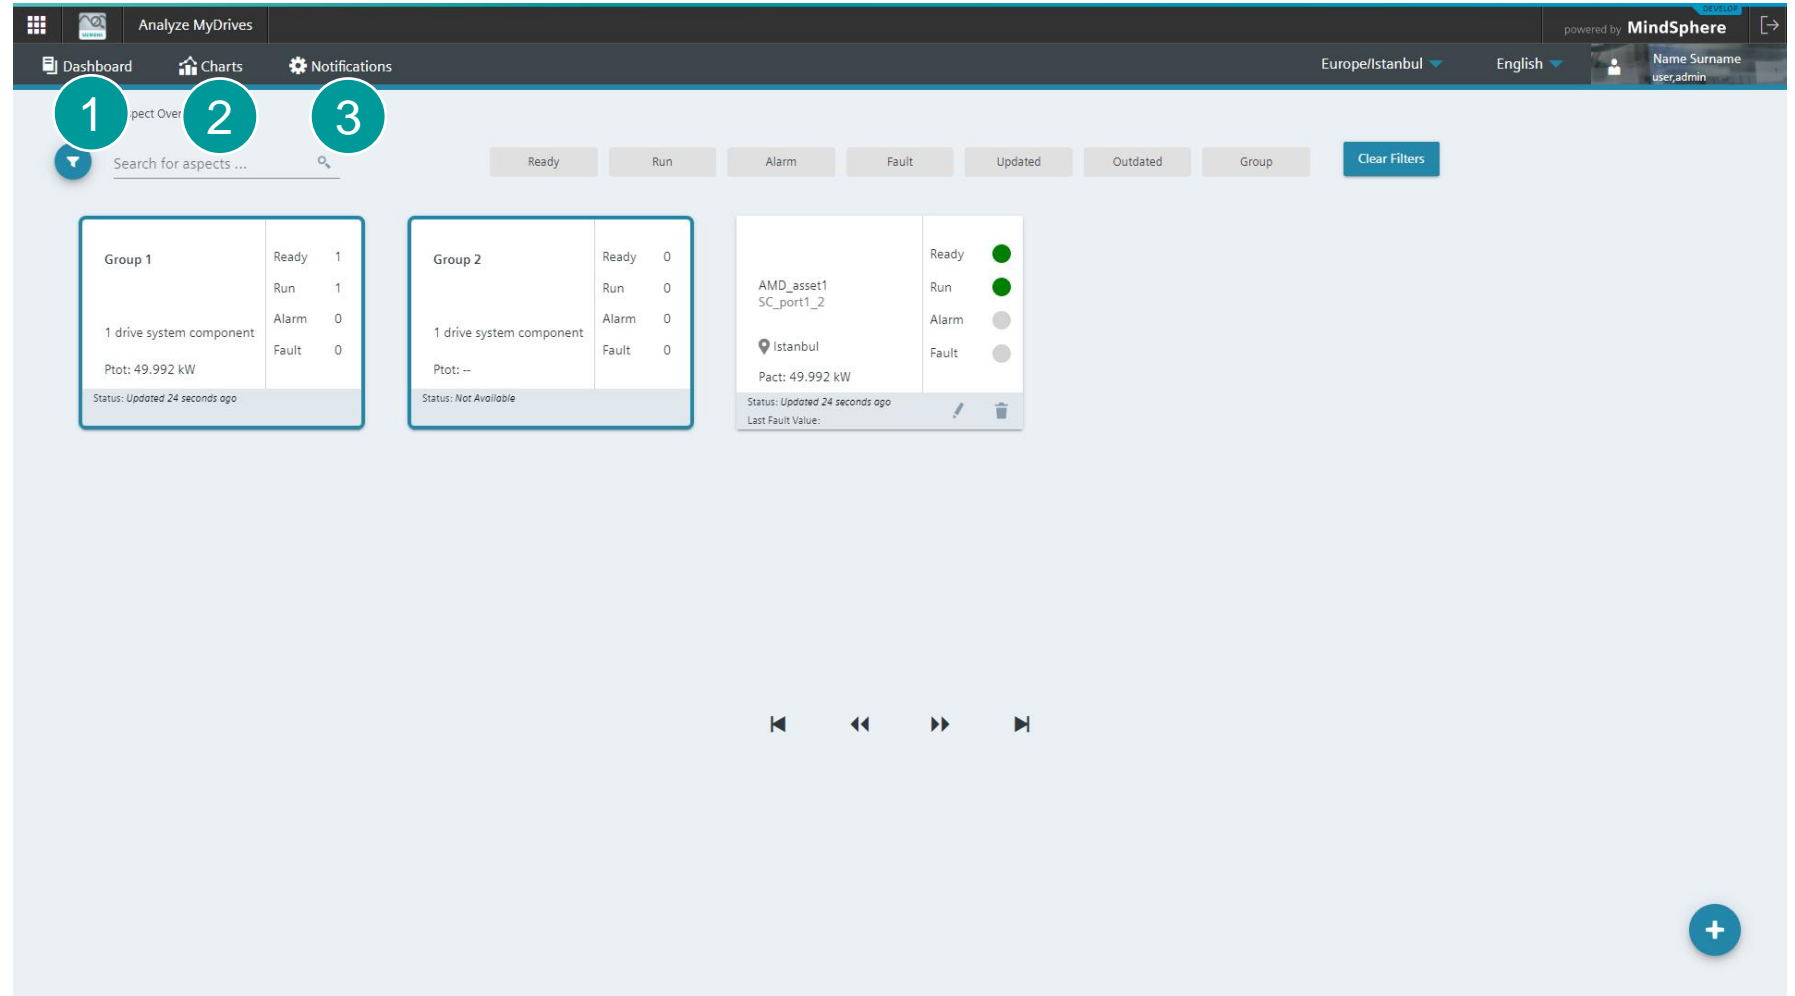 Analyze MyDrives
DEVELOP
powered by MindSphere
SIEMENS
Dashboard
Charts
Notifications
Europe/Istanbul
English
Name Surname
user,admin
1
2
3
Search for aspects ...
Ready
Run
Alarm
Fault
Updated
Outdated
Group
Clear Filters
Group 1
1 drive system component
Ptot: 49.992 kW
Ready 1
Run 1
Alarm 0
Fault 0
Status: Updated 24 seconds ago
Group 2
1 drive system component
Ptot: --
Ready 0
Run 0
Alarm 0
Fault 0
Status: Not Available
AMD_asset1
SC_port1_2
Istanbul
Pact: 49.992 kW
Ready
Run
Alarm
Fault
Status: Updated 24 seconds ago
Last Fault Value: